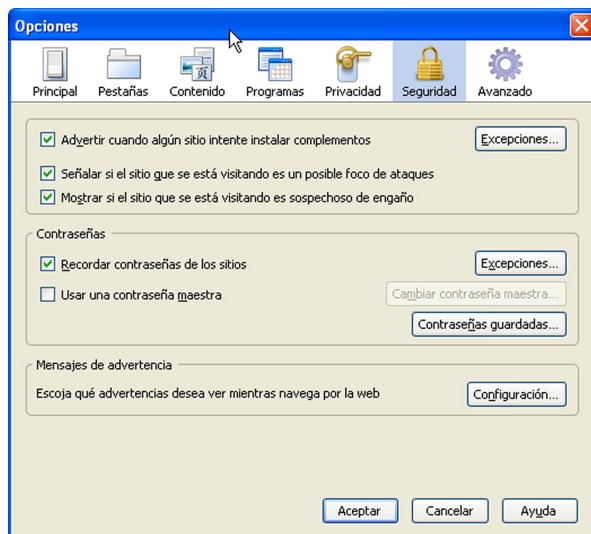 Opciones
Principal Pestañas Contenido Programas Privacidad Seguridad Avanzado
Advertir cuando algún sitio intente instalar complementos Excepciones...
Señalar si el sitio que se está visitando es un posible foco de ataques
Mostrar si el sitio que se está visitando es sospechoso de engaño
Contraseñas
Recordar contraseñas de los sitios Excepciones...
Usar una contraseña maestra Cambiar contraseña maestra...
Contraseñas guardadas...
Mensajes de advertencia
Escoja qué advertencias desea ver mientras navega por la web Configuración...
Aceptar Cancelar Ayuda